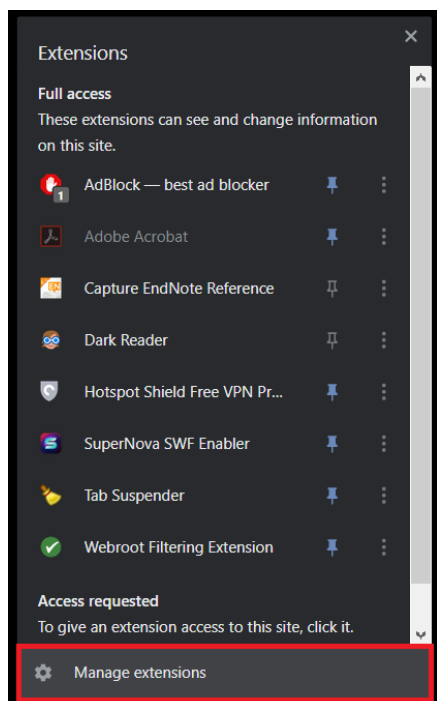 Extensions
Full access
These extensions can see and change information
on this site.
AdBlock — best ad blocker
1
Adobe Acrobat
Capture EndNote Reference
EN
Dark Reader
Hotspot Shield Free VPN Pr...
SuperNova SWF Enabler
Tab Suspender
Webroot Filtering Extension
Access requested
To give an extension access to this site, click it.
Manage extensions